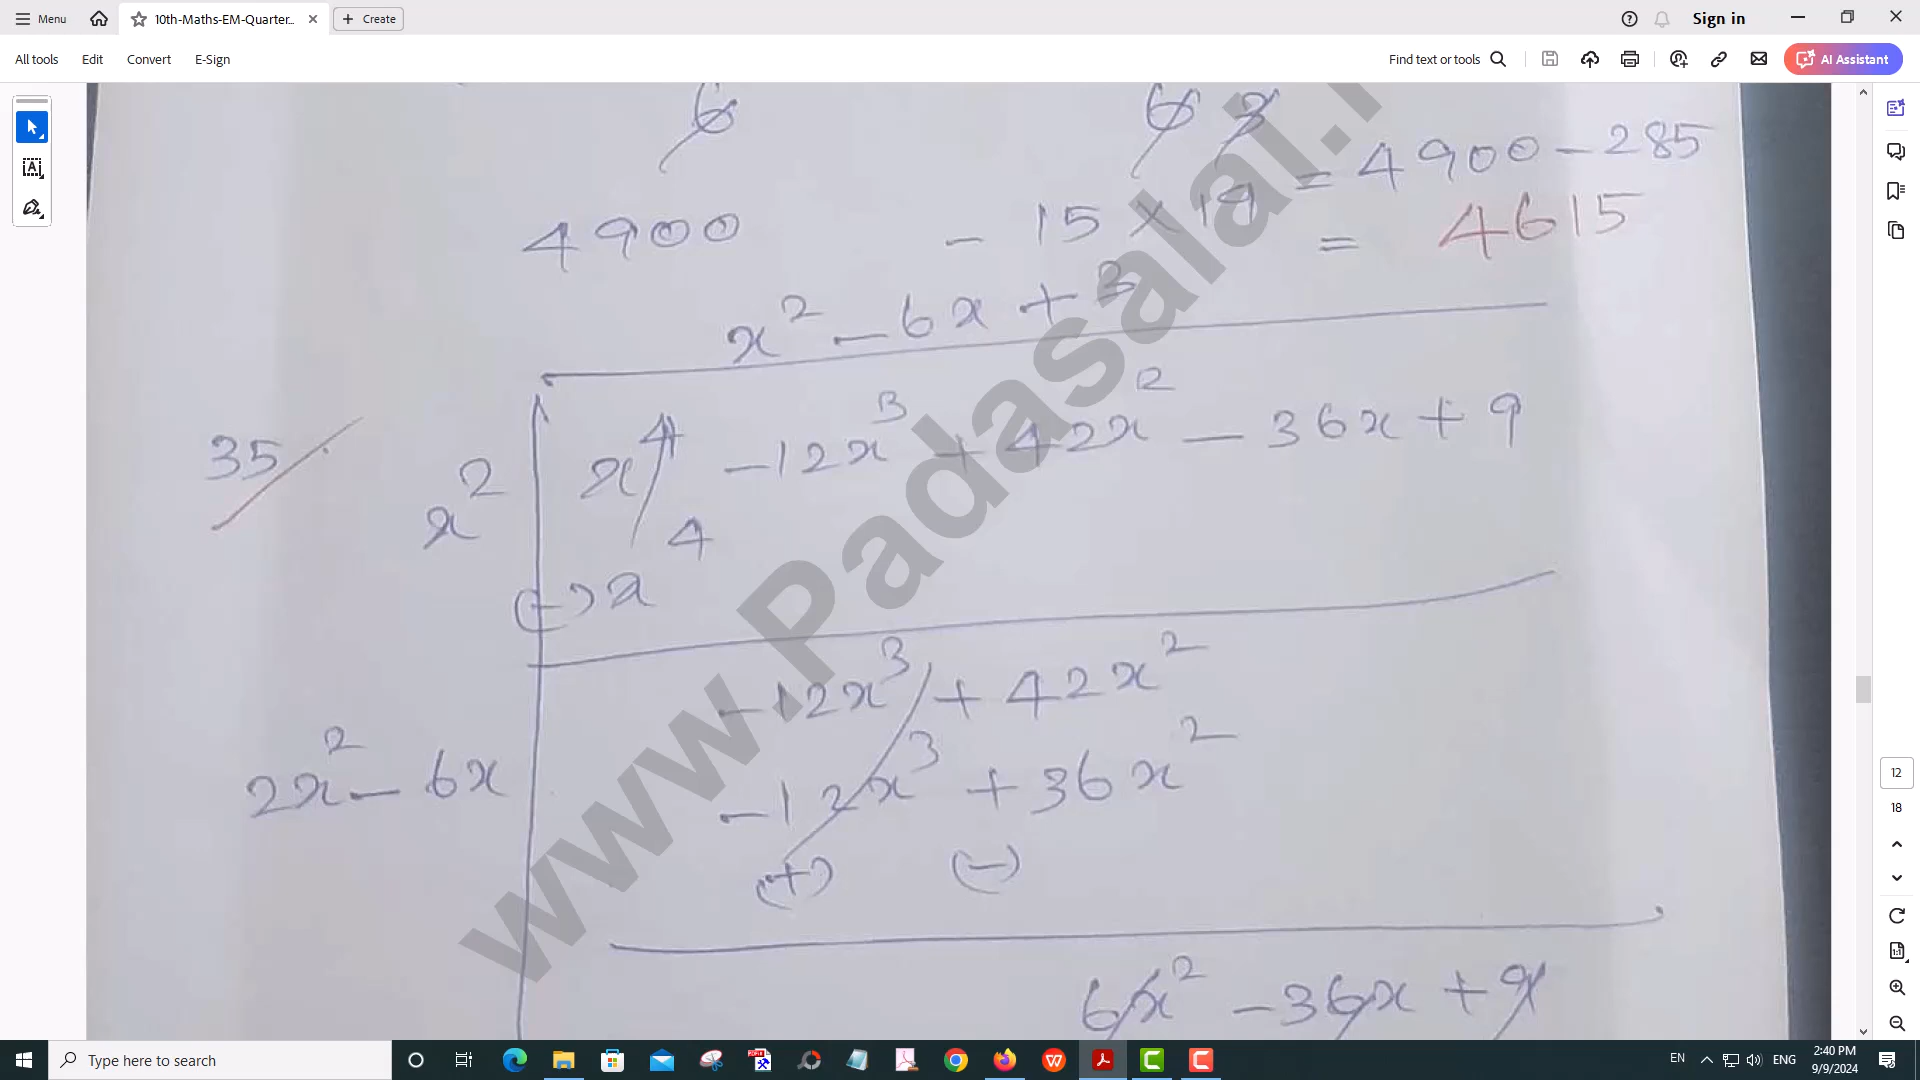 Menu 10th-Maths-EM-Quarter... Create Sign in
All tools Edit Convert E-Sign Find text or tools AI Assistant
6 6 3
4900 - 15 × 19 = 4900 - 285
= 4615
x² - 6x + 3
35 x² x⁴ - 12x³ + 42x² - 36x + 9
(-) x⁴
- 12x³ + 42x²
2x² - 6x - 12x³ + 36x²
(+) (-)
6x² - 36x + 9
www.Padasalai.
12
18
Type here to search EN ENG 2:40 PM
9/9/2024